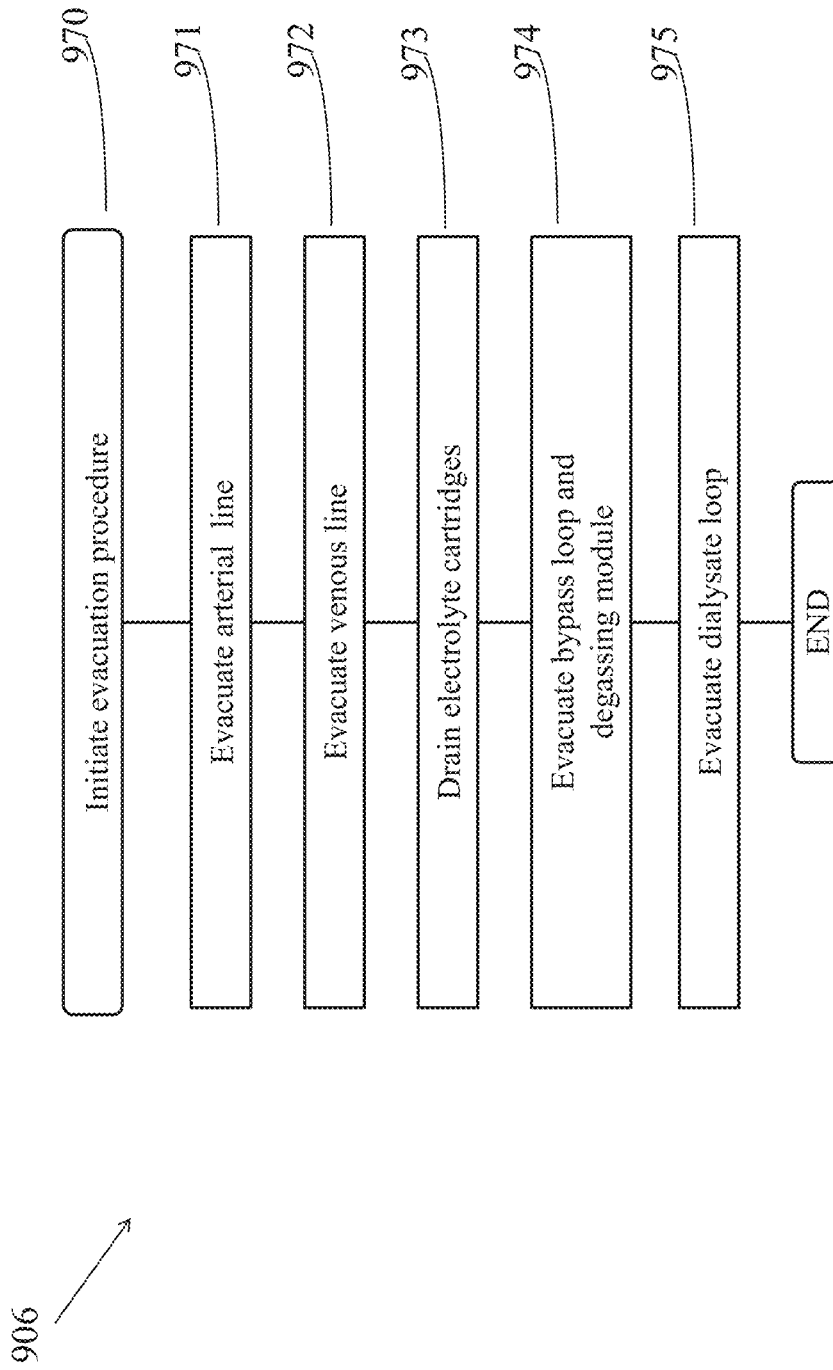 906
970
Initiate evacuation procedure
971
Evacuate arterial line
972
Evacuate venous line
973
Drain electrolyte cartridges
974
Evacuate bypass loop and
degassing module
975
Evacuate dialysate loop
END